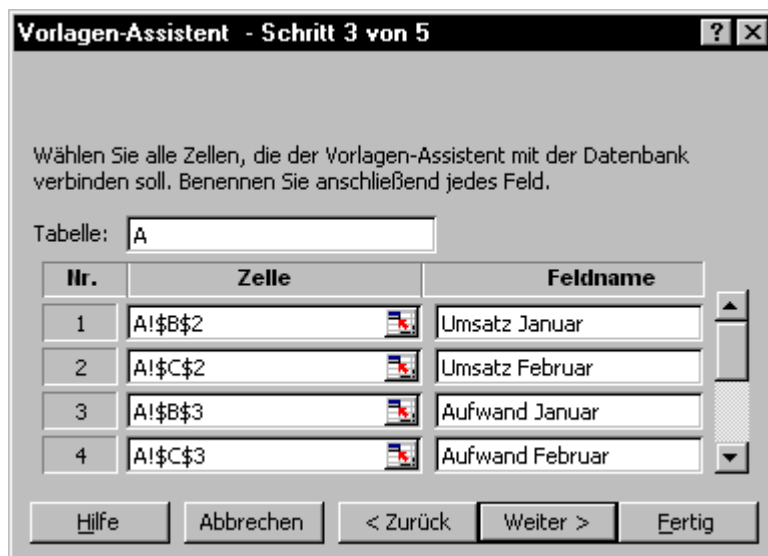 Vorlagen-Assistent - Schritt 3 von 5
Wählen Sie alle Zellen, die der Vorlagen-Assistent mit der Datenbank
verbinden soll. Benennen Sie anschließend jedes Feld.
Tabelle: A
Nr. Zelle Feldname
1 A!$B$2 Umsatz Januar
2 A!$C$2 Umsatz Februar
3 A!$B$3 Aufwand Januar
4 A!$C$3 Aufwand Februar
Hilfe Abbrechen < Zurück Weiter > Fertig